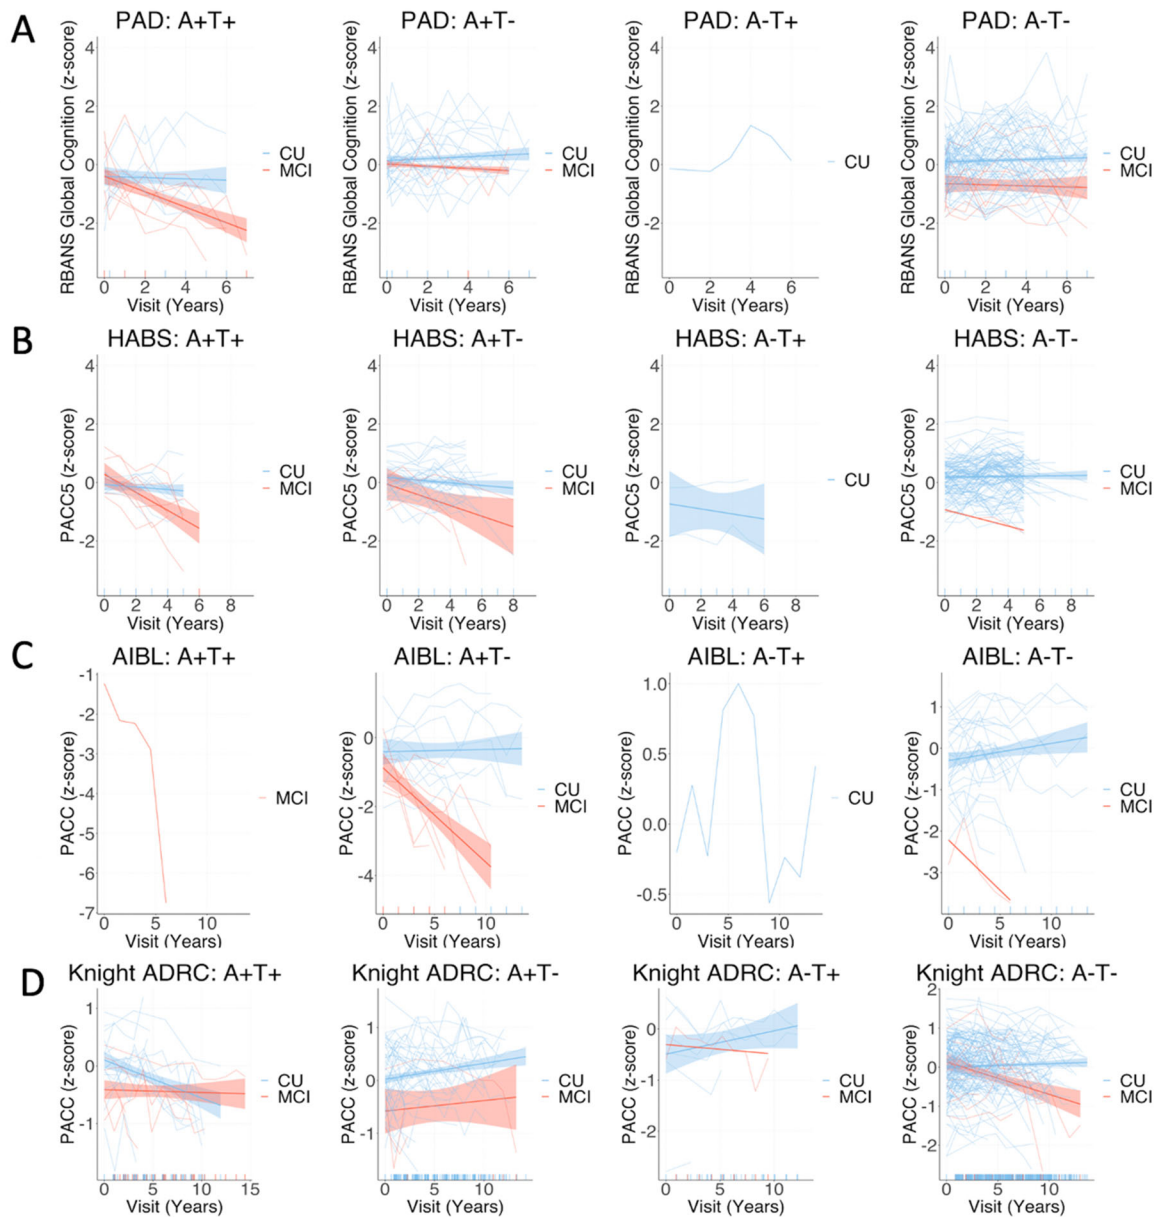 A
PAD: A+T+
PAD: A+T-
PAD: A-T+
PAD: A-T-
RBANS Global Cognition (z-score)
4
2
0
-2
0 2 4 6
Visit (Years)
CU
MCI
RBANS Global Cognition (z-score)
4
2
0
-2
0 2 4 6
Visit (Years)
CU
MCI
RBANS Global Cognition (z-score)
4
2
0
-2
0 2 4 6
Visit (Years)
CU
RBANS Global Cognition (z-score)
4
2
0
-2
0 2 4 6
Visit (Years)
CU
MCI
B
HABS: A+T+
HABS: A+T-
HABS: A-T+
HABS: A-T-
PACC5 (z-score)
4
2
0
-2
0 2 4 6 8
Visit (Years)
CU
MCI
PACC5 (z-score)
4
2
0
-2
0 2 4 6 8
Visit (Years)
CU
MCI
PACC5 (z-score)
4
2
0
-2
0 2 4 6 8
Visit (Years)
CU
PACC5 (z-score)
4
2
0
-2
0 2 4 6 8
Visit (Years)
CU
MCI
C
AIBL: A+T+
AIBL: A+T-
AIBL: A-T+
AIBL: A-T-
PACC (z-score)
-1
-2
-3
-4
-5
-6
-7
0 5 10
Visit (Years)
MCI
PACC (z-score)
0
-2
-4
0 5 10
Visit (Years)
CU
MCI
PACC (z-score)
1.0
0.5
0.0
-0.5
0 5 10
Visit (Years)
CU
PACC (z-score)
1
0
-1
-2
-3
0 5 10
Visit (Years)
CU
MCI
D
Knight ADRC: A+T+
Knight ADRC: A+T-
Knight ADRC: A-T+
Knight ADRC: A-T-
PACC (z-score)
1
0
-1
0 5 10 15
Visit (Years)
CU
MCI
PACC (z-score)
1
0
-1
0 5 10
Visit (Years)
CU
MCI
PACC (z-score)
0
-1
-2
0 5 10
Visit (Years)
CU
MCI
PACC (z-score)
2
1
0
-1
-2
0 5 10
Visit (Years)
CU
MCI